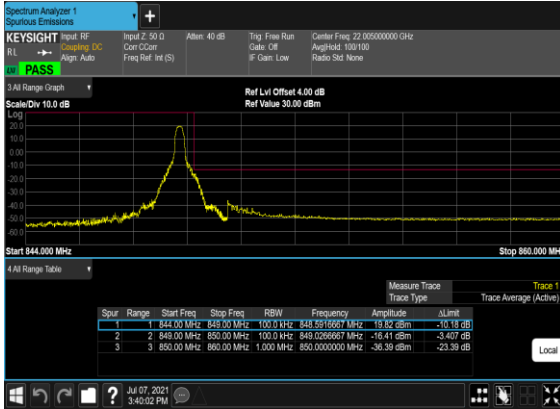 Spectrum Analyzer 1
Spurious Emissions
+
KEYSIGHT
RL
PASS
Input: RF
Coupling: DC
Align: Auto
Input Z: 50 Ω
Corr CCorr
Freq Ref: Int (S)
Atten: 40 dB
Trig: Free Run
Gate: Off
IF Gain: Low
Center Freq: 22.005000000 GHz
Avg|Hold: 100/100
Radio Std: None
3 All Range Graph
Scale/Div 10.0 dB
Ref Lvl Offset 4.00 dB
Ref Value 30.00 dBm
Log
20.0
10.0
0.00
-10.0
-20.0
-30.0
-40.0
-50.0
-60.0
Start 844.000 MHz
Stop 860.000 MH
4 All Range Table
Measure Trace Trace 1
Trace Type Trace Average (Active)
Spur Range Start Freq Stop Freq RBW Frequency Amplitude ΔLimit
1 1 844.00 MHz 849.00 MHz 100.0 kHz 848.5916667 MHz 19.82 dBm -10.18 dB
2 2 849.00 MHz 850.00 MHz 100.0 kHz 849.0266667 MHz -16.41 dBm -3.407 dB
3 3 850.00 MHz 860.00 MHz 1.000 MHz 850.0000000 MHz -36.39 dBm -23.39 dB
Local
?
Jul 07, 2021
3:40:02 PM